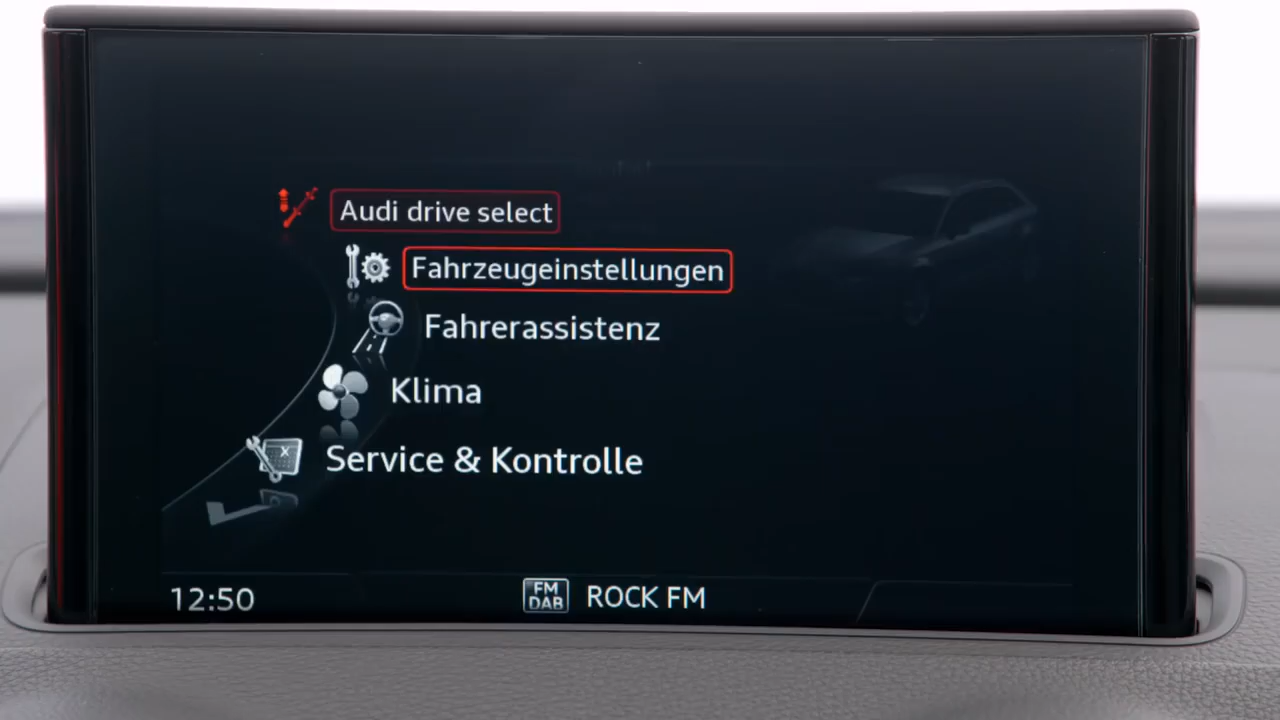 Audi drive select
Fahrzeugeinstellungen
Fahrerassistenz
Klima
Service & Kontrolle
12:50
FM
DAB
ROCK FM